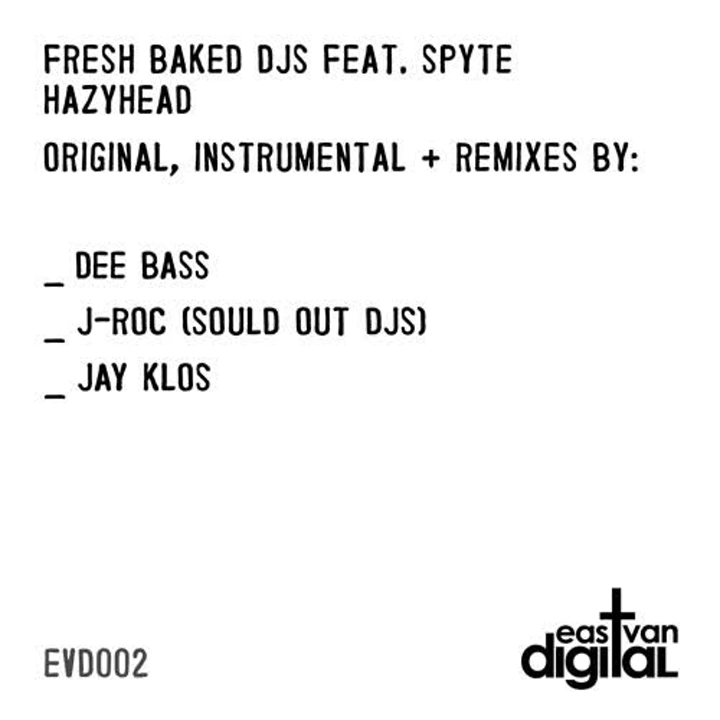 FRESH BAKED DJS FEAT. SPYTE
HAZYHEAD
ORIGINAL, INSTRUMENTAL + REMIXES BY:
_ DEE BASS
_ J-ROC (SOULD OUT DJS)
_ JAY KLOS
EVD002
eastvan
digital